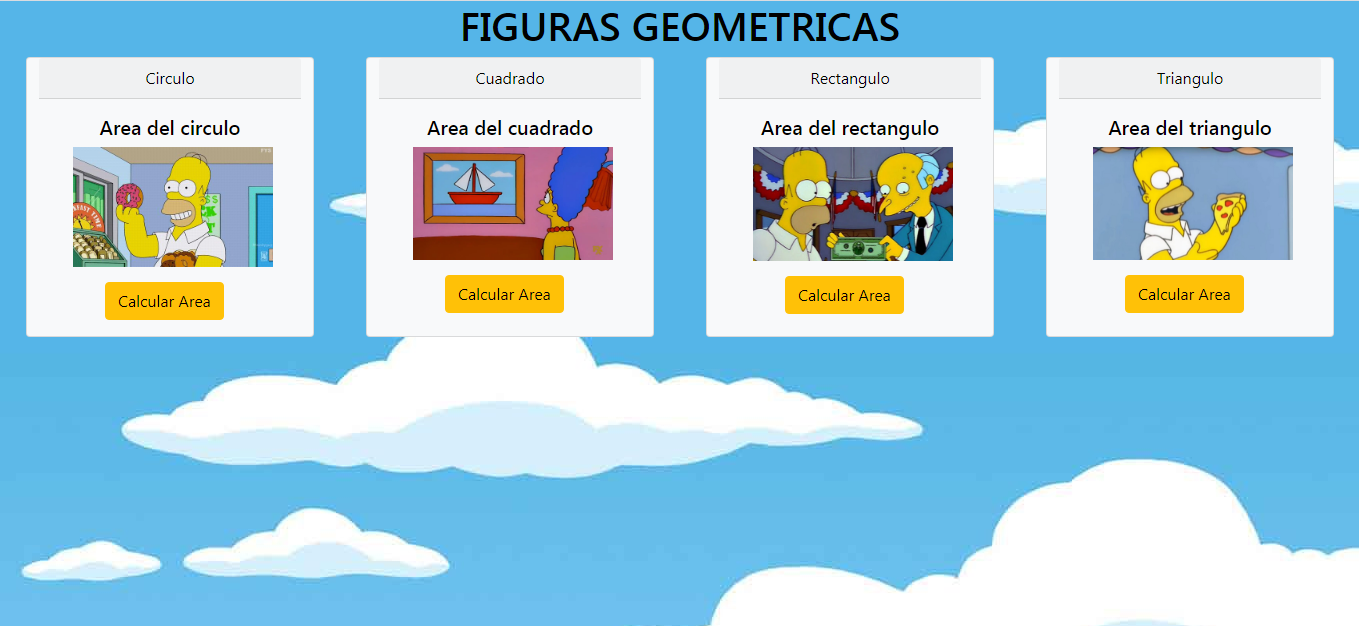 FIGURAS GEOMETRICAS
Circulo
Area del circulo
Calcular Area
Cuadrado
Area del cuadrado
Calcular Area
Rectangulo
Area del rectangulo
Calcular Area
Triangulo
Area del triangulo
Calcular Area